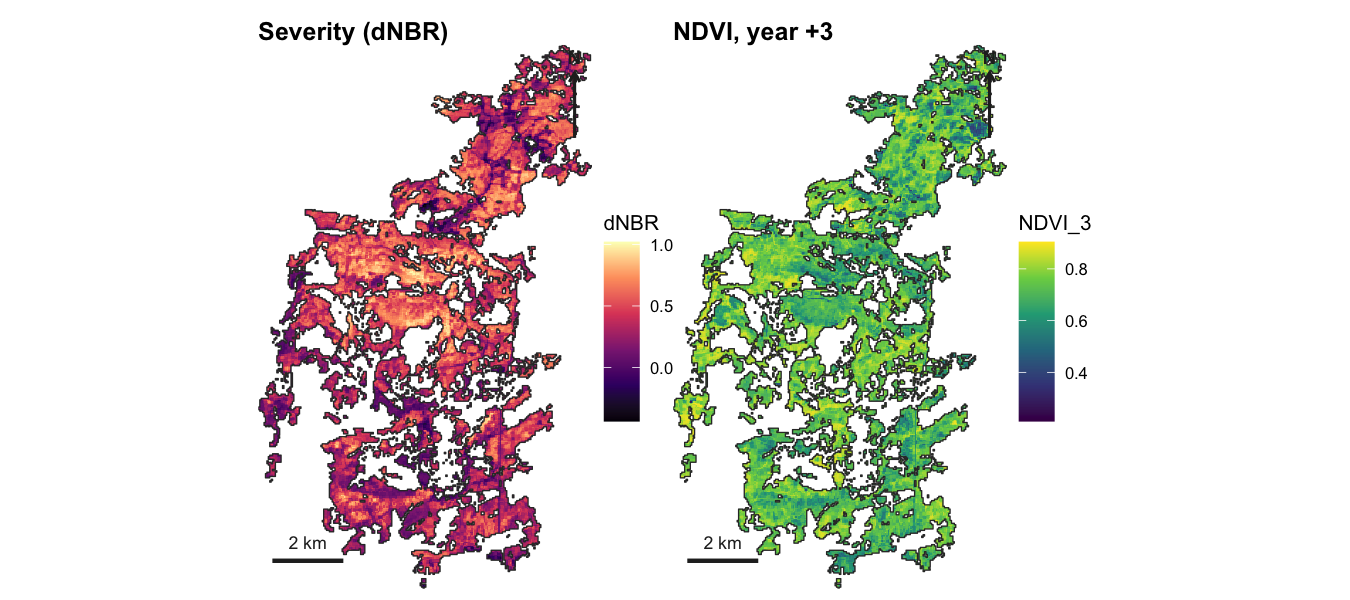 Severity (dNBR)
NDVI, year +3
dNBR
1.0
0.5
0.0
NDVI_3
0.8
0.6
0.4
2 km
2 km